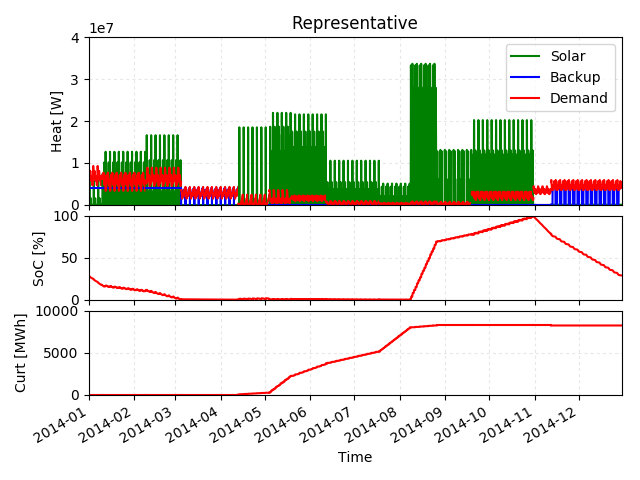 Representative
1e7
Heat [W]
4
3
2
1
0
Solar
Backup
Demand
SoC [%]
100
50
0
Curt [MWh]
10000
5000
0
2014-01
2014-02
2014-03
2014-04
2014-05
2014-06
2014-07
2014-08
2014-09
2014-10
2014-11
2014-12
Time